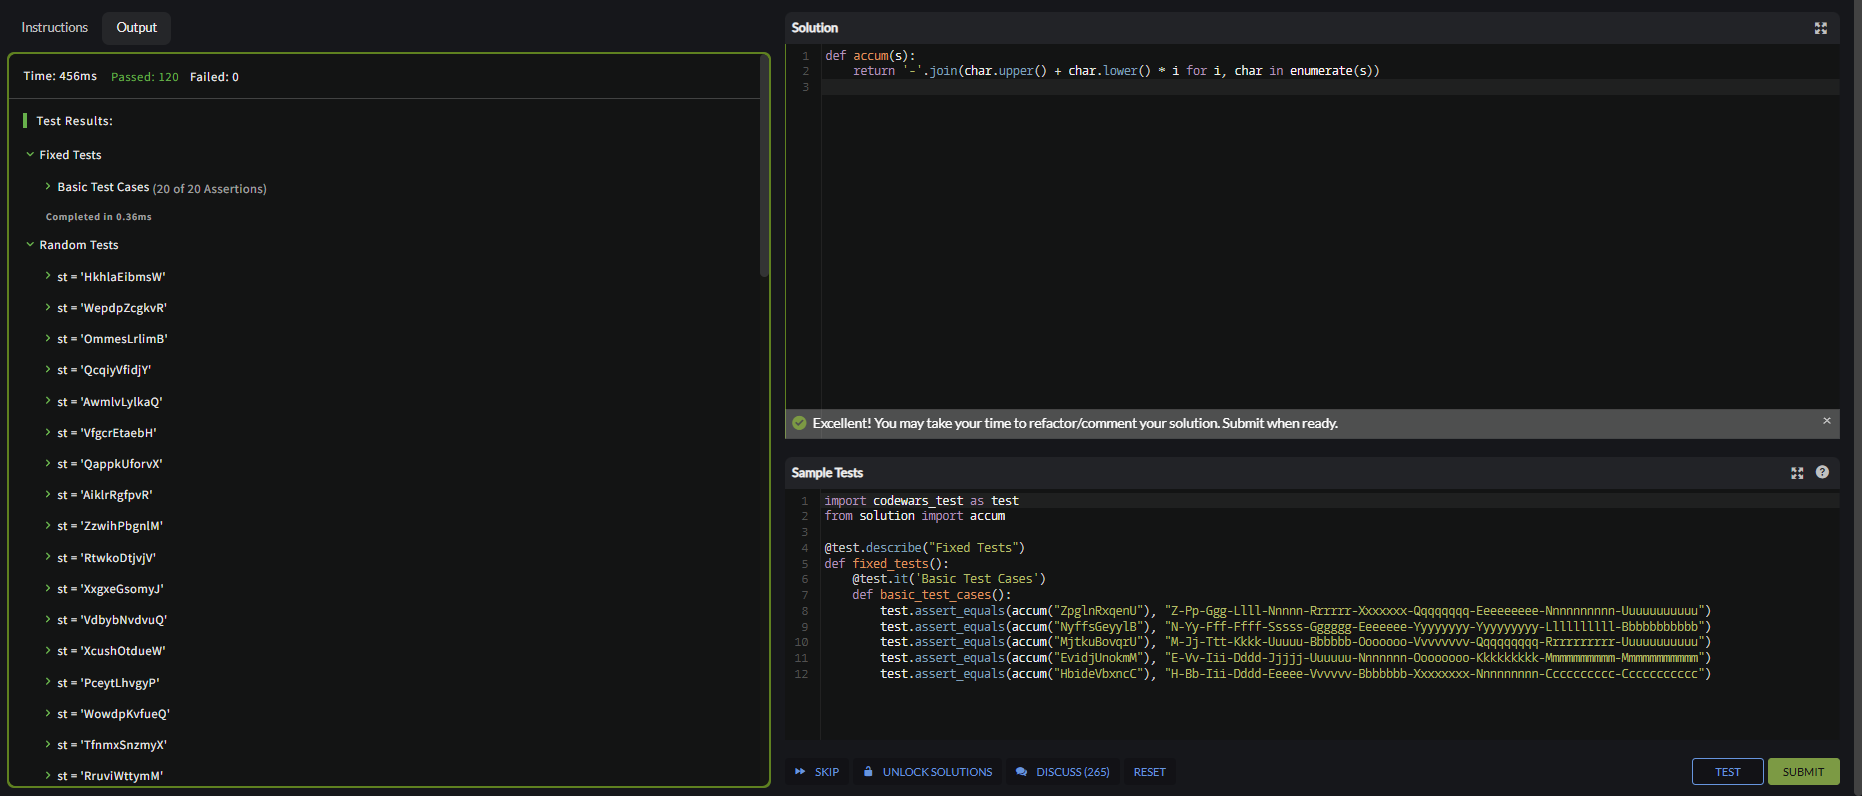 Instructions
Output
Time: 456ms Passed: 120 Failed: 0
Test Results:
Fixed Tests
Basic Test Cases (20 of 20 Assertions)
Completed in 0.36ms
Random Tests
st = 'HkhlaEibmsW'
st = 'WepdpZcgkvR'
st = 'OmmesLrlimB'
st = 'QcqiyVfidjY'
st = 'AwmlvLylkaQ'
st = 'VfgcrEtaebH'
st = 'QappkUforvX'
st = 'AiklrRgfpvR'
st = 'ZzwihPbgnlM'
st = 'RtwkoDtjvjV'
st = 'XxgxeGsomyJ'
st = 'VdbybNvdvuQ'
st = 'XcushOtdueW'
st = 'PceytLhvgyP'
st = 'WowdpKvfueQ'
st = 'TfnmxSnzmyX'
st = 'RruviWttymM'
Solution
1 def accum(s):
2     return '-'.join(char.upper() + char.lower() * i for i, char in enumerate(s))
3
Excellent! You may take your time to refactor/comment your solution. Submit when ready.
Sample Tests
1 import codewars_test as test
2 from solution import accum
3
4 @test.describe("Fixed Tests")
5 def fixed_tests():
6     @test.it('Basic Test Cases')
7     def basic_test_cases():
8         test.assert_equals(accum("ZpglnRxqenU"), "Z-Pp-Ggg-Llll-Nnnnn-Rrrrrr-Xxxxxxx-Qqqqqqqq-Eeeeeeeee-Nnnnnnnnnn-Uuuuuuuuuuu")
9         test.assert_equals(accum("NyffsGeyylB"), "N-Yy-Fff-Ffff-Sssss-Gggggg-Eeeeeee-Yyyyyyyy-Yyyyyyyyy-Llllllllll-Bbbbbbbbbbb")
10         test.assert_equals(accum("MjtkuBovqrU"), "M-Jj-Ttt-Kkkk-Uuuuu-Bbbbbb-Ooooooo-Vvvvvvvv-Qqqqqqqqq-Rrrrrrrrrr-Uuuuuuuuuuu")
11         test.assert_equals(accum("EvidjUnokmM"), "E-Vv-Iii-Dddd-Jjjjj-Uuuuuu-Nnnnnnn-Oooooooo-Kkkkkkkkk-Mmmmmmmmmm-Mmmmmmmmmmm")
12         test.assert_equals(accum("HbideVbxncC"), "H-Bb-Iii-Dddd-Eeeee-Vvvvvv-Bbbbbbb-Xxxxxxxx-Nnnnnnnnn-Cccccccccc-Ccccccccccc")
SKIP UNLOCK SOLUTIONS DISCUSS (265) RESET TEST SUBMIT